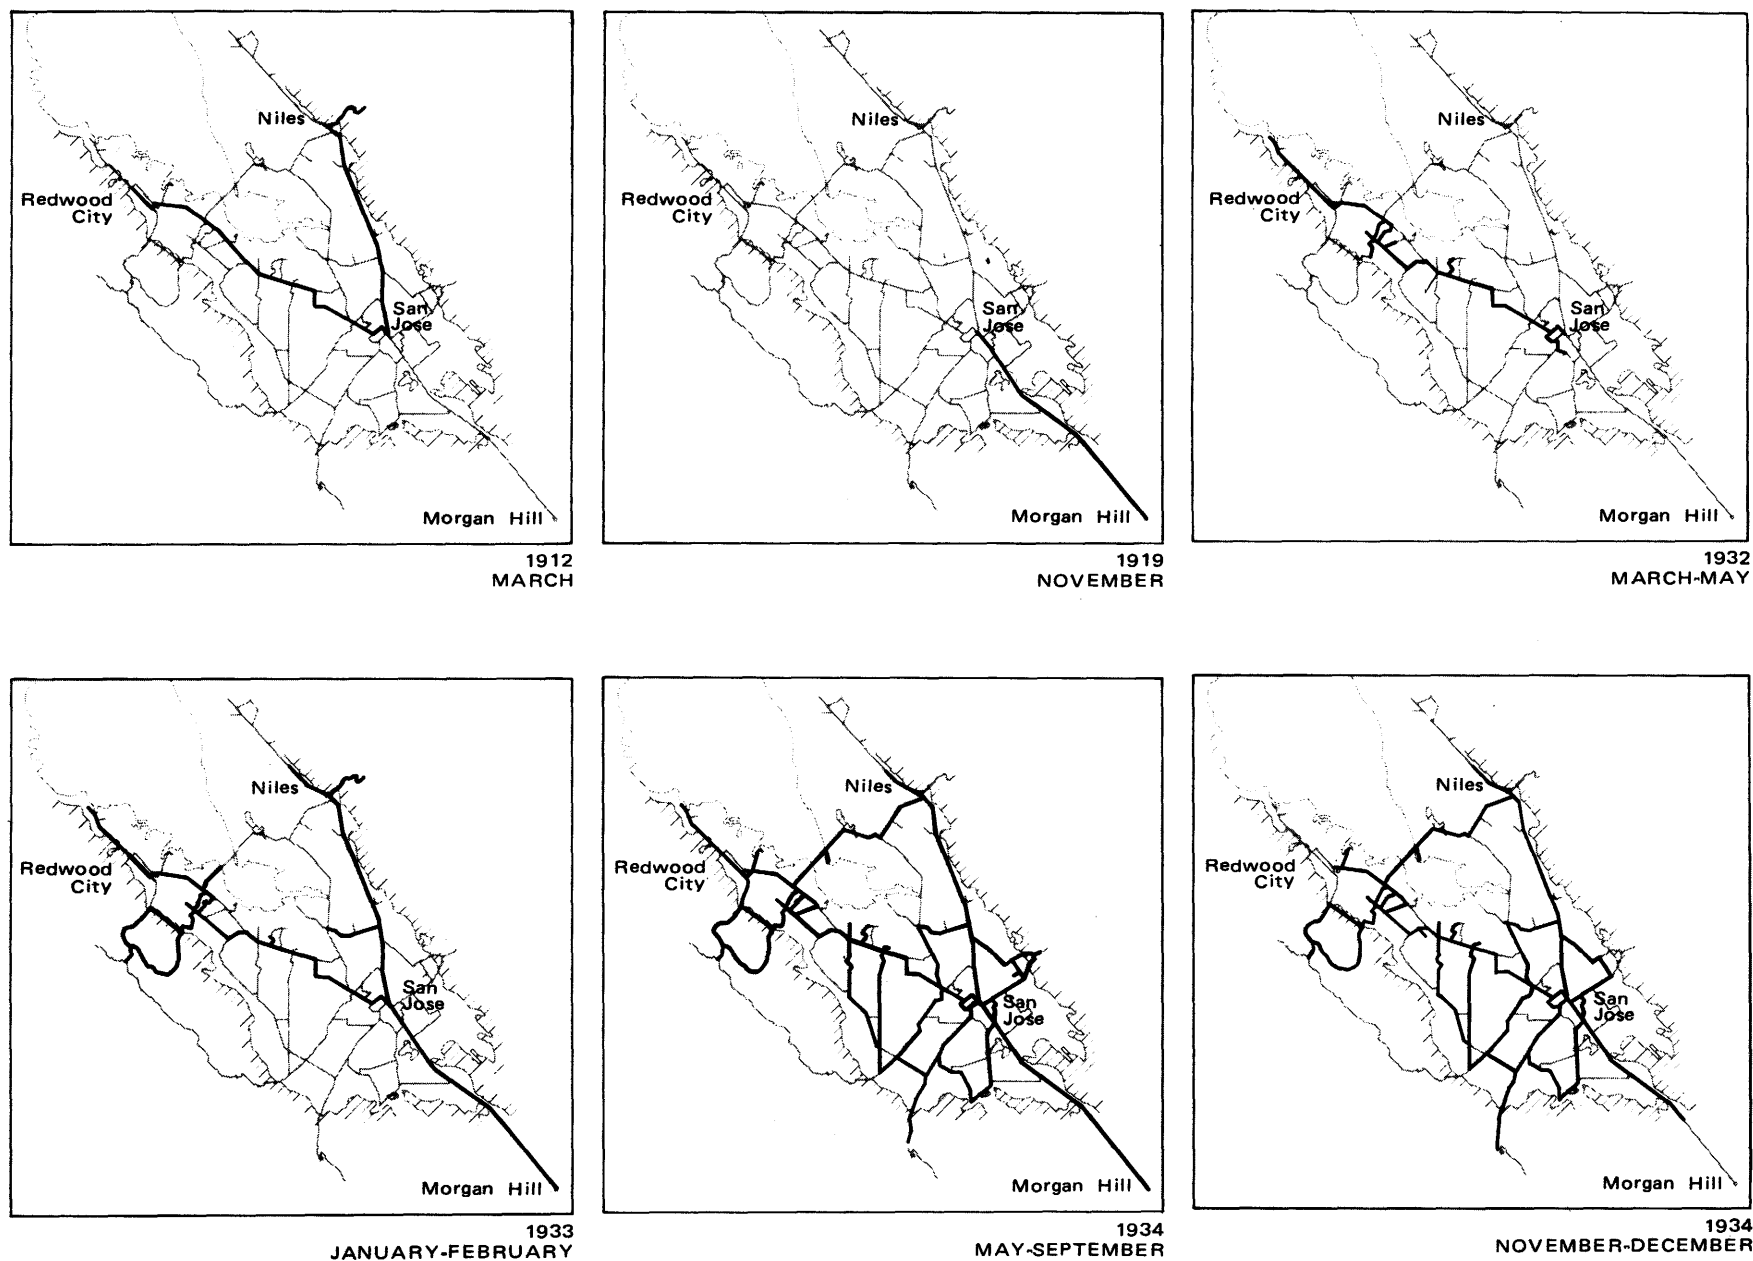 Niles
Redwood
City
San
Jose
Morgan Hill
1912
MARCH
Niles
Redwood
City
San
Jose
Morgan Hill
1919
NOVEMBER
Niles
Redwood
City
San
Jose
Morgan Hill
1932
MARCH-MAY
Niles
Redwood
City
San
Jose
Morgan Hill
1933
JANUARY-FEBRUARY
Niles
Redwood
City
San
Jose
Morgan Hill
1934
MAY-SEPTEMBER
Niles
Redwood
City
San
Jose
Morgan Hill
1934
NOVEMBER-DECEMBER